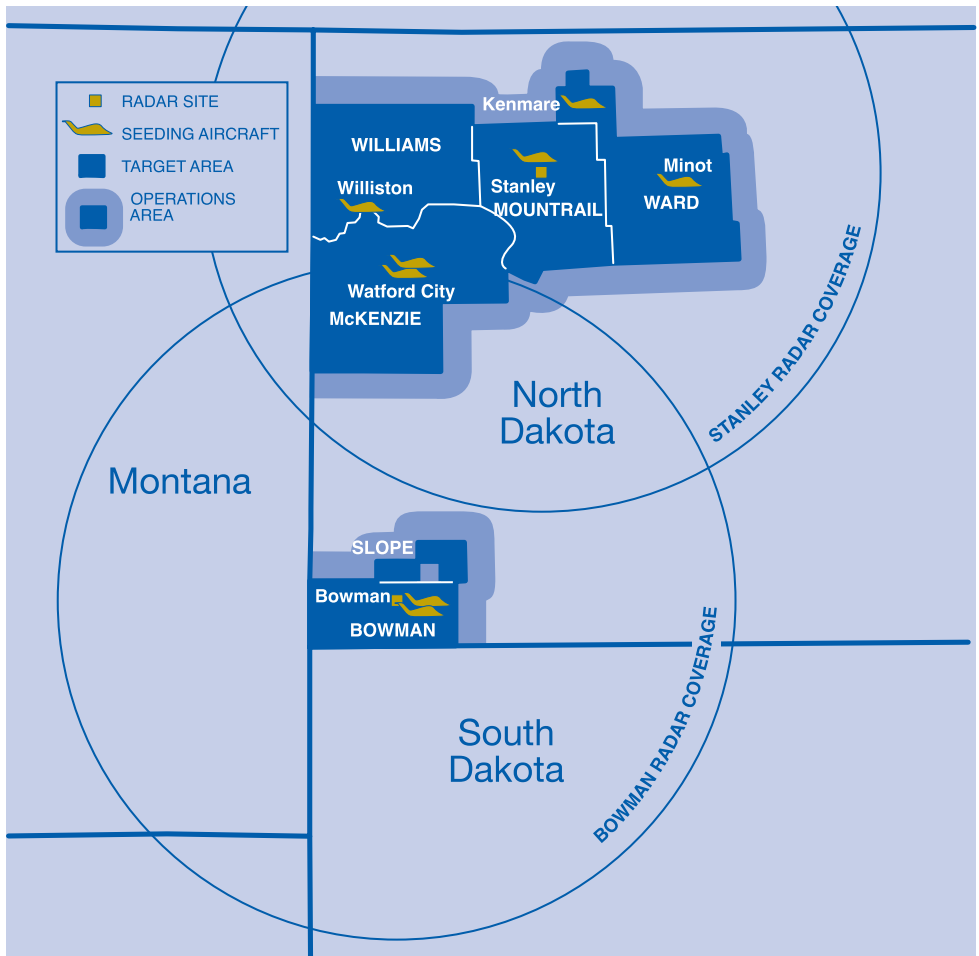 RADAR SITE
SEEDING AIRCRAFT
TARGET AREA
OPERATIONS
AREA
Kenmare
WILLIAMS
Minot
Williston
Stanley
WARD
MOUNTRAIL
Watford City
McKENZIE
STANLEY RADAR COVERAGE
North
Dakota
Montana
SLOPE
Bowman
BOWMAN
BOWMAN RADAR COVERAGE
South
Dakota